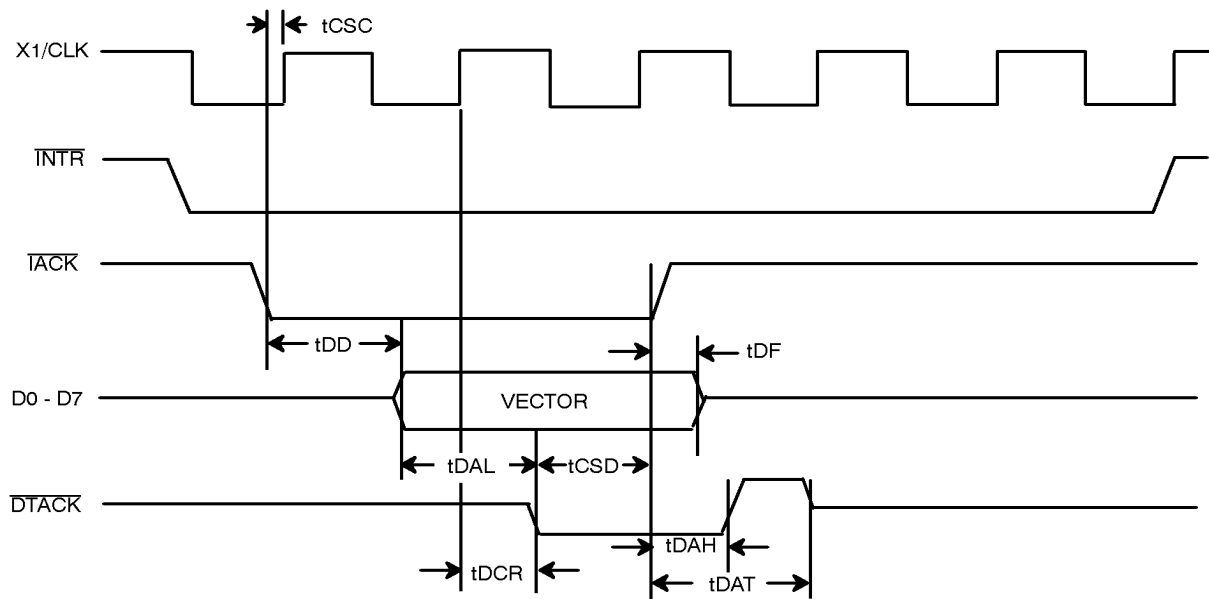 tCSC
X1/CLK
INTR
IACK
tDD
tDF
D0 - D7
VECTOR
tDAL
tCSD
DTACK
tDAH
tDCR
tDAT